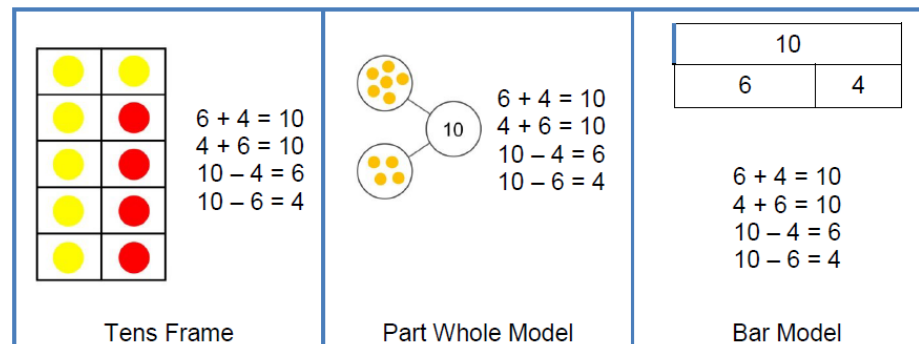 6 + 4 = 10
4 + 6 = 10
10 – 4 = 6
10 – 6 = 4
Tens Frame
10
6 + 4 = 10
4 + 6 = 10
10 – 4 = 6
10 – 6 = 4
Part Whole Model
10
6 4
6 + 4 = 10
4 + 6 = 10
10 – 4 = 6
10 – 6 = 4
Bar Model